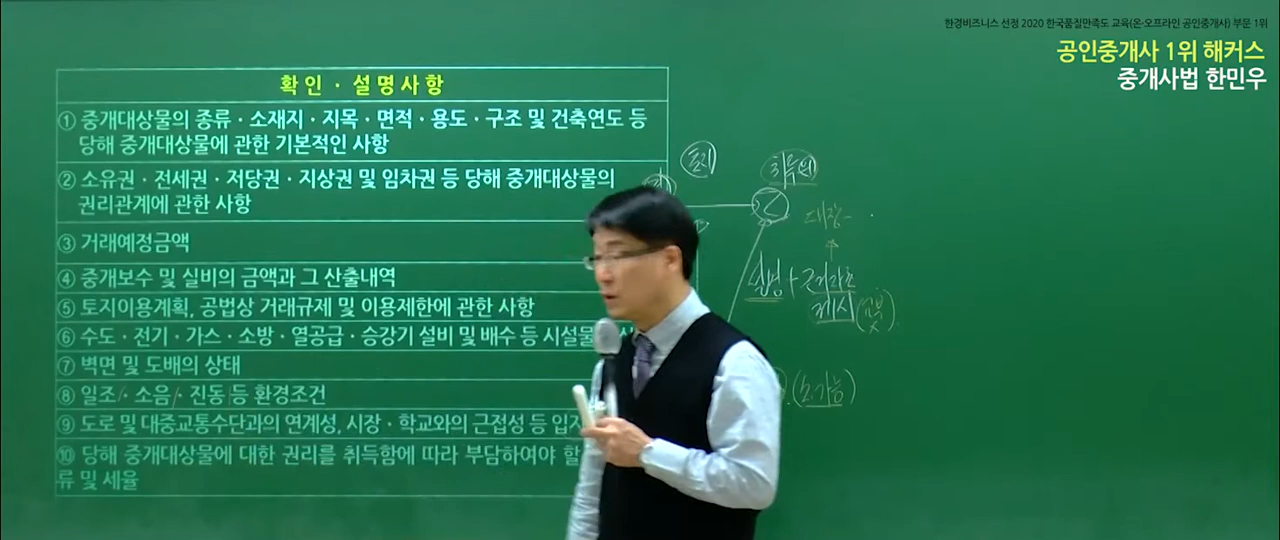 한경비즈니스 선정 2020 한국품질만족도 교육(온·오프라인 공인중개사) 부문 1위
공인중개사 1위 해커스
중개사법 한민우
확인 · 설명사항
① 중개대상물의 종류 · 소재지 · 지목 · 면적 · 용도 · 구조 및 건축연도 등
당해 중개대상물에 관한 기본적인 사항
② 소유권 · 전세권 · 저당권 · 지상권 및 임차권 등 당해 중개대상물의
권리관계에 관한 사항
③ 거래예정금액
④ 중개보수 및 실비의 금액과 그 산출내역
⑤ 토지이용계획, 공법상 거래규제 및 이용제한에 관한 사항
⑥ 수도 · 전기 · 가스 · 소방 · 열공급 · 승강기 설비 및 배수 등
⑦ 벽면 및 도배의 상태
⑧ 일조 · 소음 · 진동 등 환경조건
⑨ 도로 및 대중교통수단과의 연계성, 시장 · 학교와의 근접성 등
⑩ 당해 중개대상물에 대한 권리를 취득함에 따라 부담하여야 할
류 및 세율
설명 + 근거자료
제시